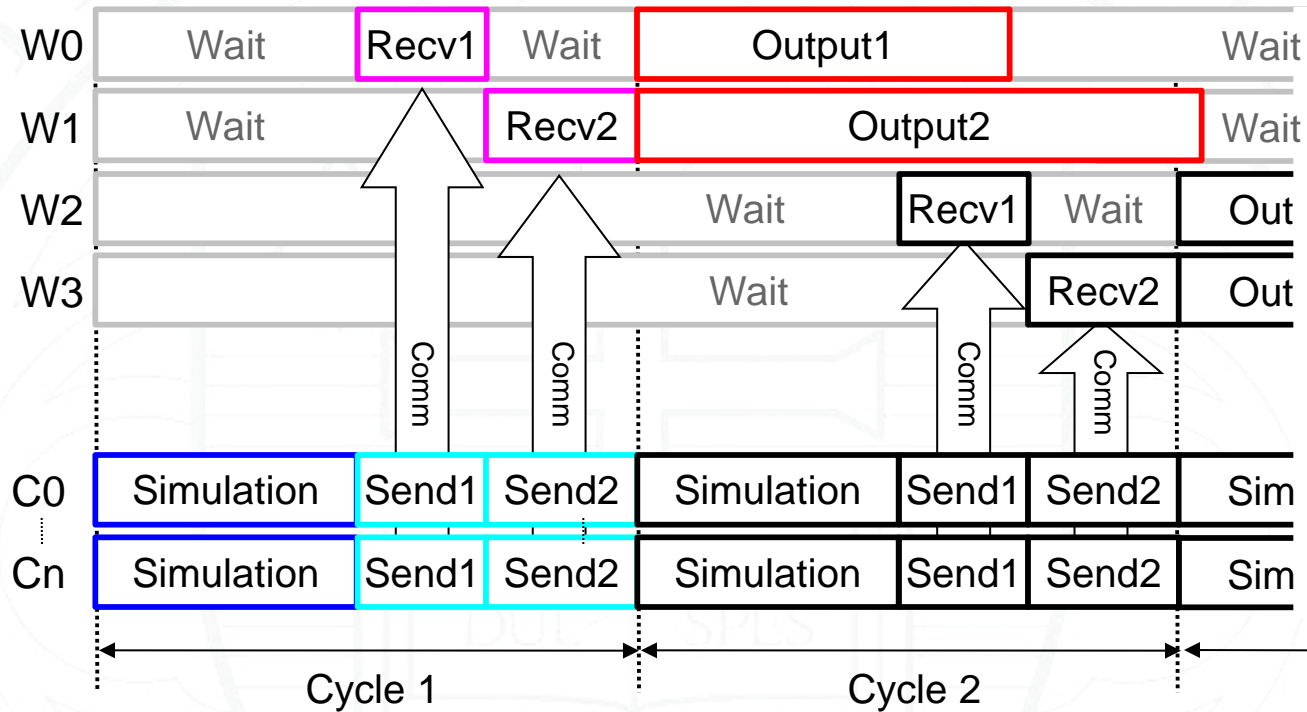 W0 Wait Recv1 Wait Output1 Wait
W1 Wait Recv2 Output2 Wait
W2 Wait Recv1 Wait Out
W3 Wait Recv2 Out
Comm Comm Comm Comm
C0 Simulation Send1 Send2 Simulation Send1 Send2 Sim
Cn Simulation Send1 Send2 Simulation Send1 Send2 Sim
DUL SPES
Cycle 1 Cycle 2